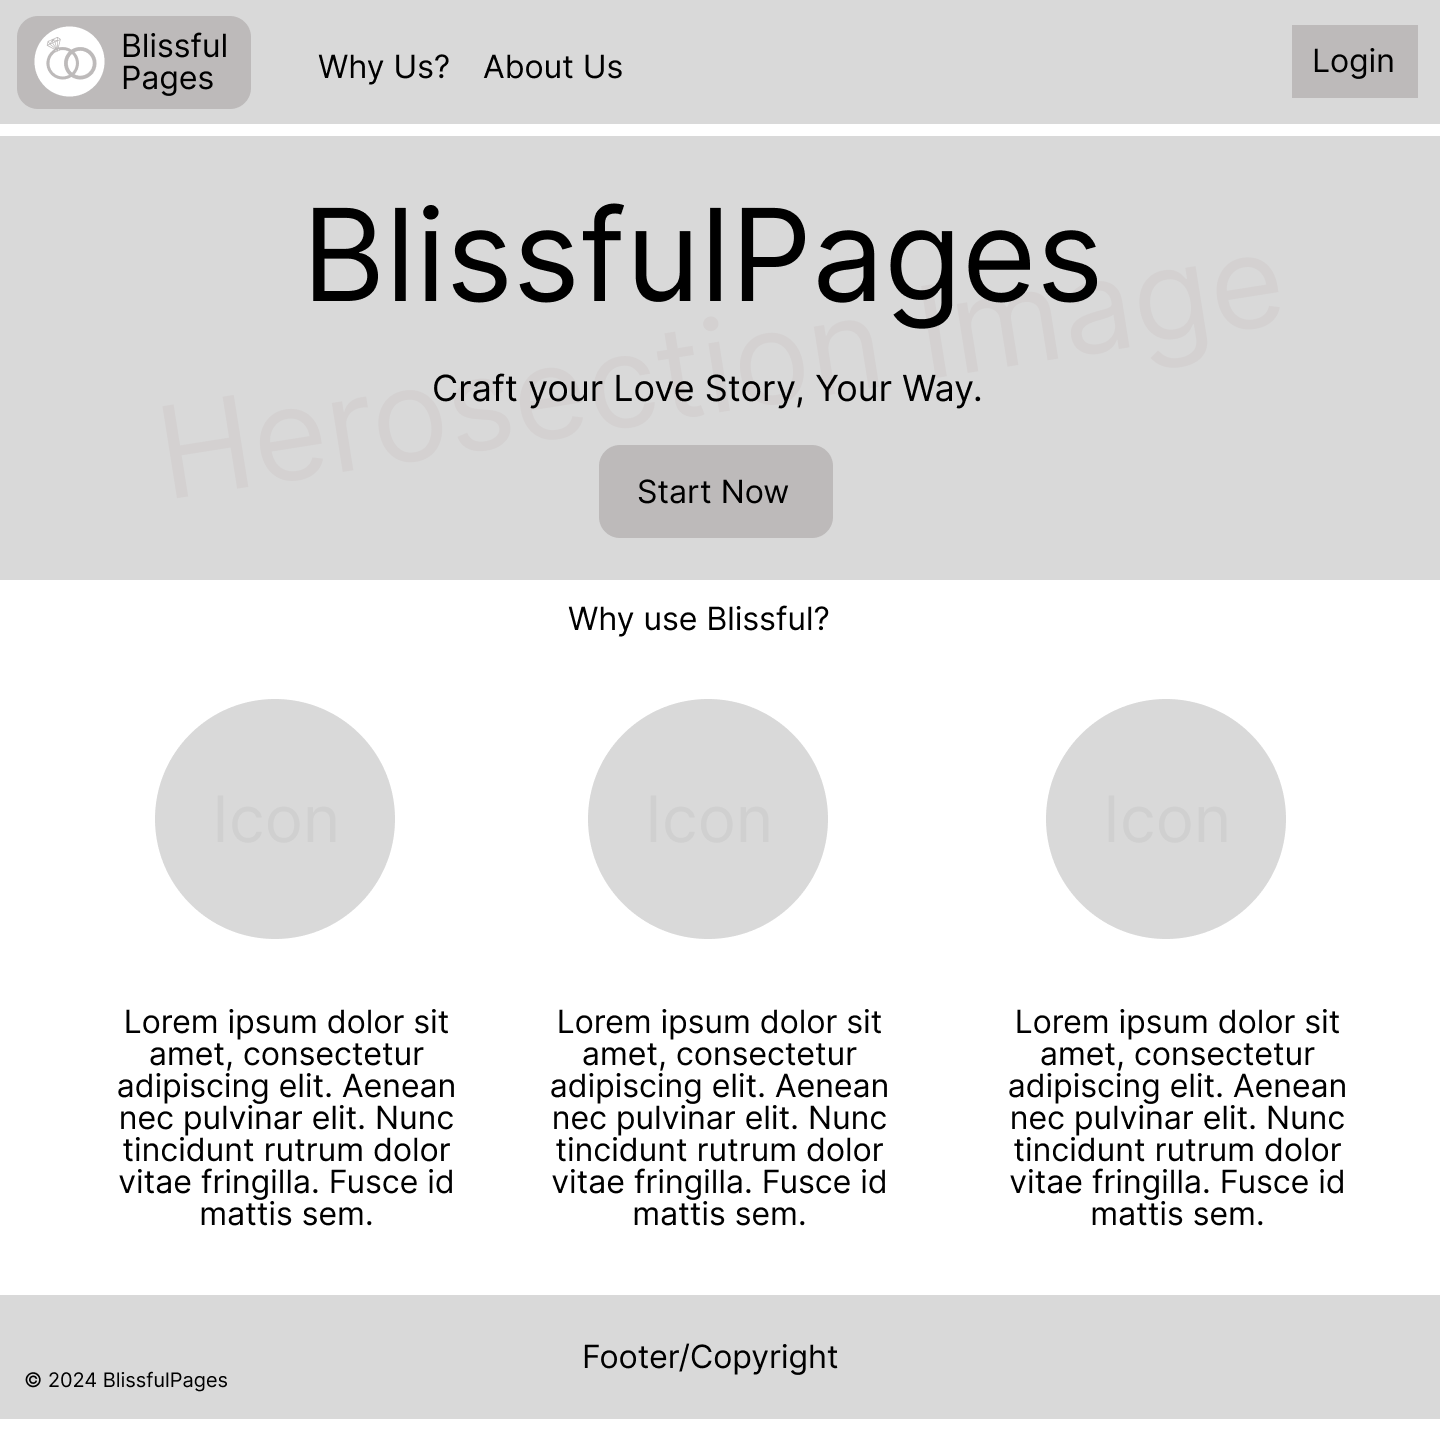 Blissful
Pages
Why Us?
About Us
Login
BlissfulPages
Herosection Image
Craft your Love Story, Your Way.
Start Now
Why use Blissful?
Icon
Icon
Icon
Lorem ipsum dolor sit
amet, consectetur
adipiscing elit. Aenean
nec pulvinar elit. Nunc
tincidunt rutrum dolor
vitae fringilla. Fusce id
mattis sem.
Lorem ipsum dolor sit
amet, consectetur
adipiscing elit. Aenean
nec pulvinar elit. Nunc
tincidunt rutrum dolor
vitae fringilla. Fusce id
mattis sem.
Lorem ipsum dolor sit
amet, consectetur
adipiscing elit. Aenean
nec pulvinar elit. Nunc
tincidunt rutrum dolor
vitae fringilla. Fusce id
mattis sem.
Footer/Copyright
© 2024 BlissfulPages